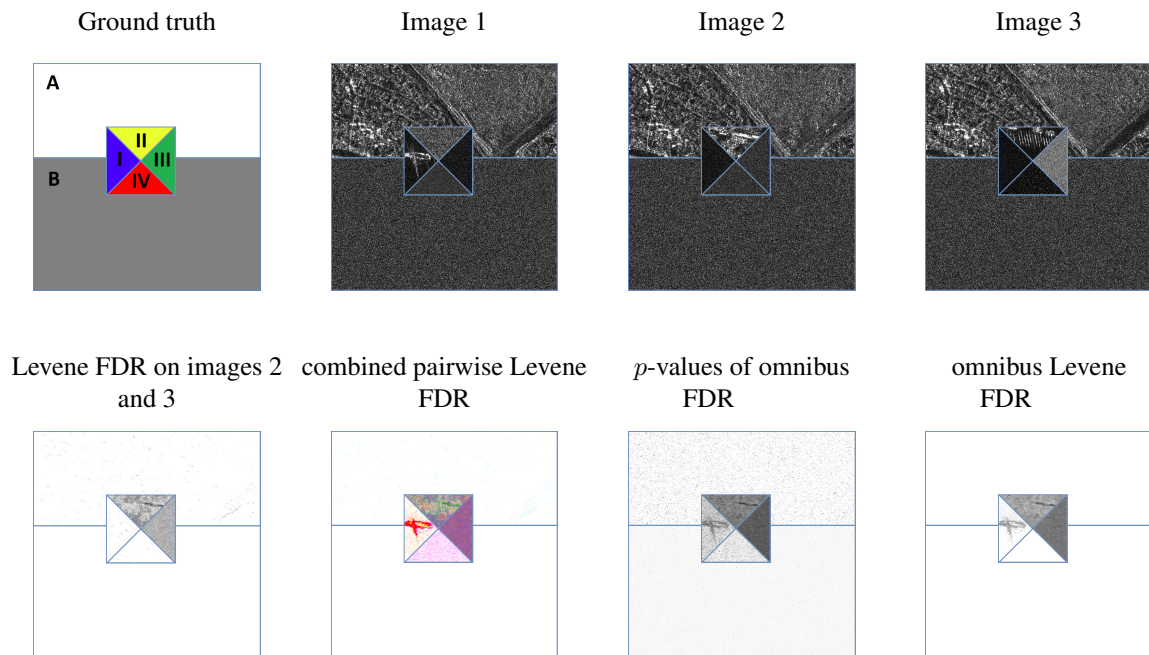 Ground truth
Image 1
Image 2
Image 3
A
II
I
III
B
IV
Levene FDR on images 2
and 3
combined pairwise Levene
FDR
p-values of omnibus
FDR
omnibus Levene
FDR